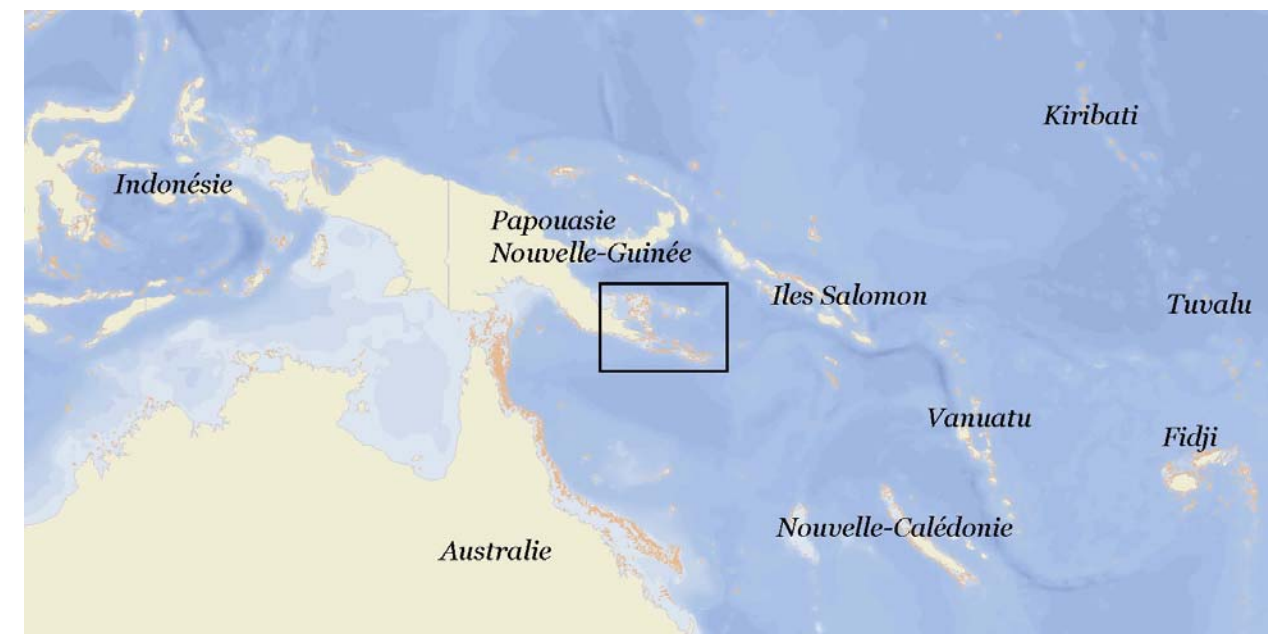 Kiribati
Indonésie
Papouasie
Nouvelle-Guinée
Iles Salomon
Tuvalu
Vanuatu
Fidji
Nouvelle-Calédonie
Australie